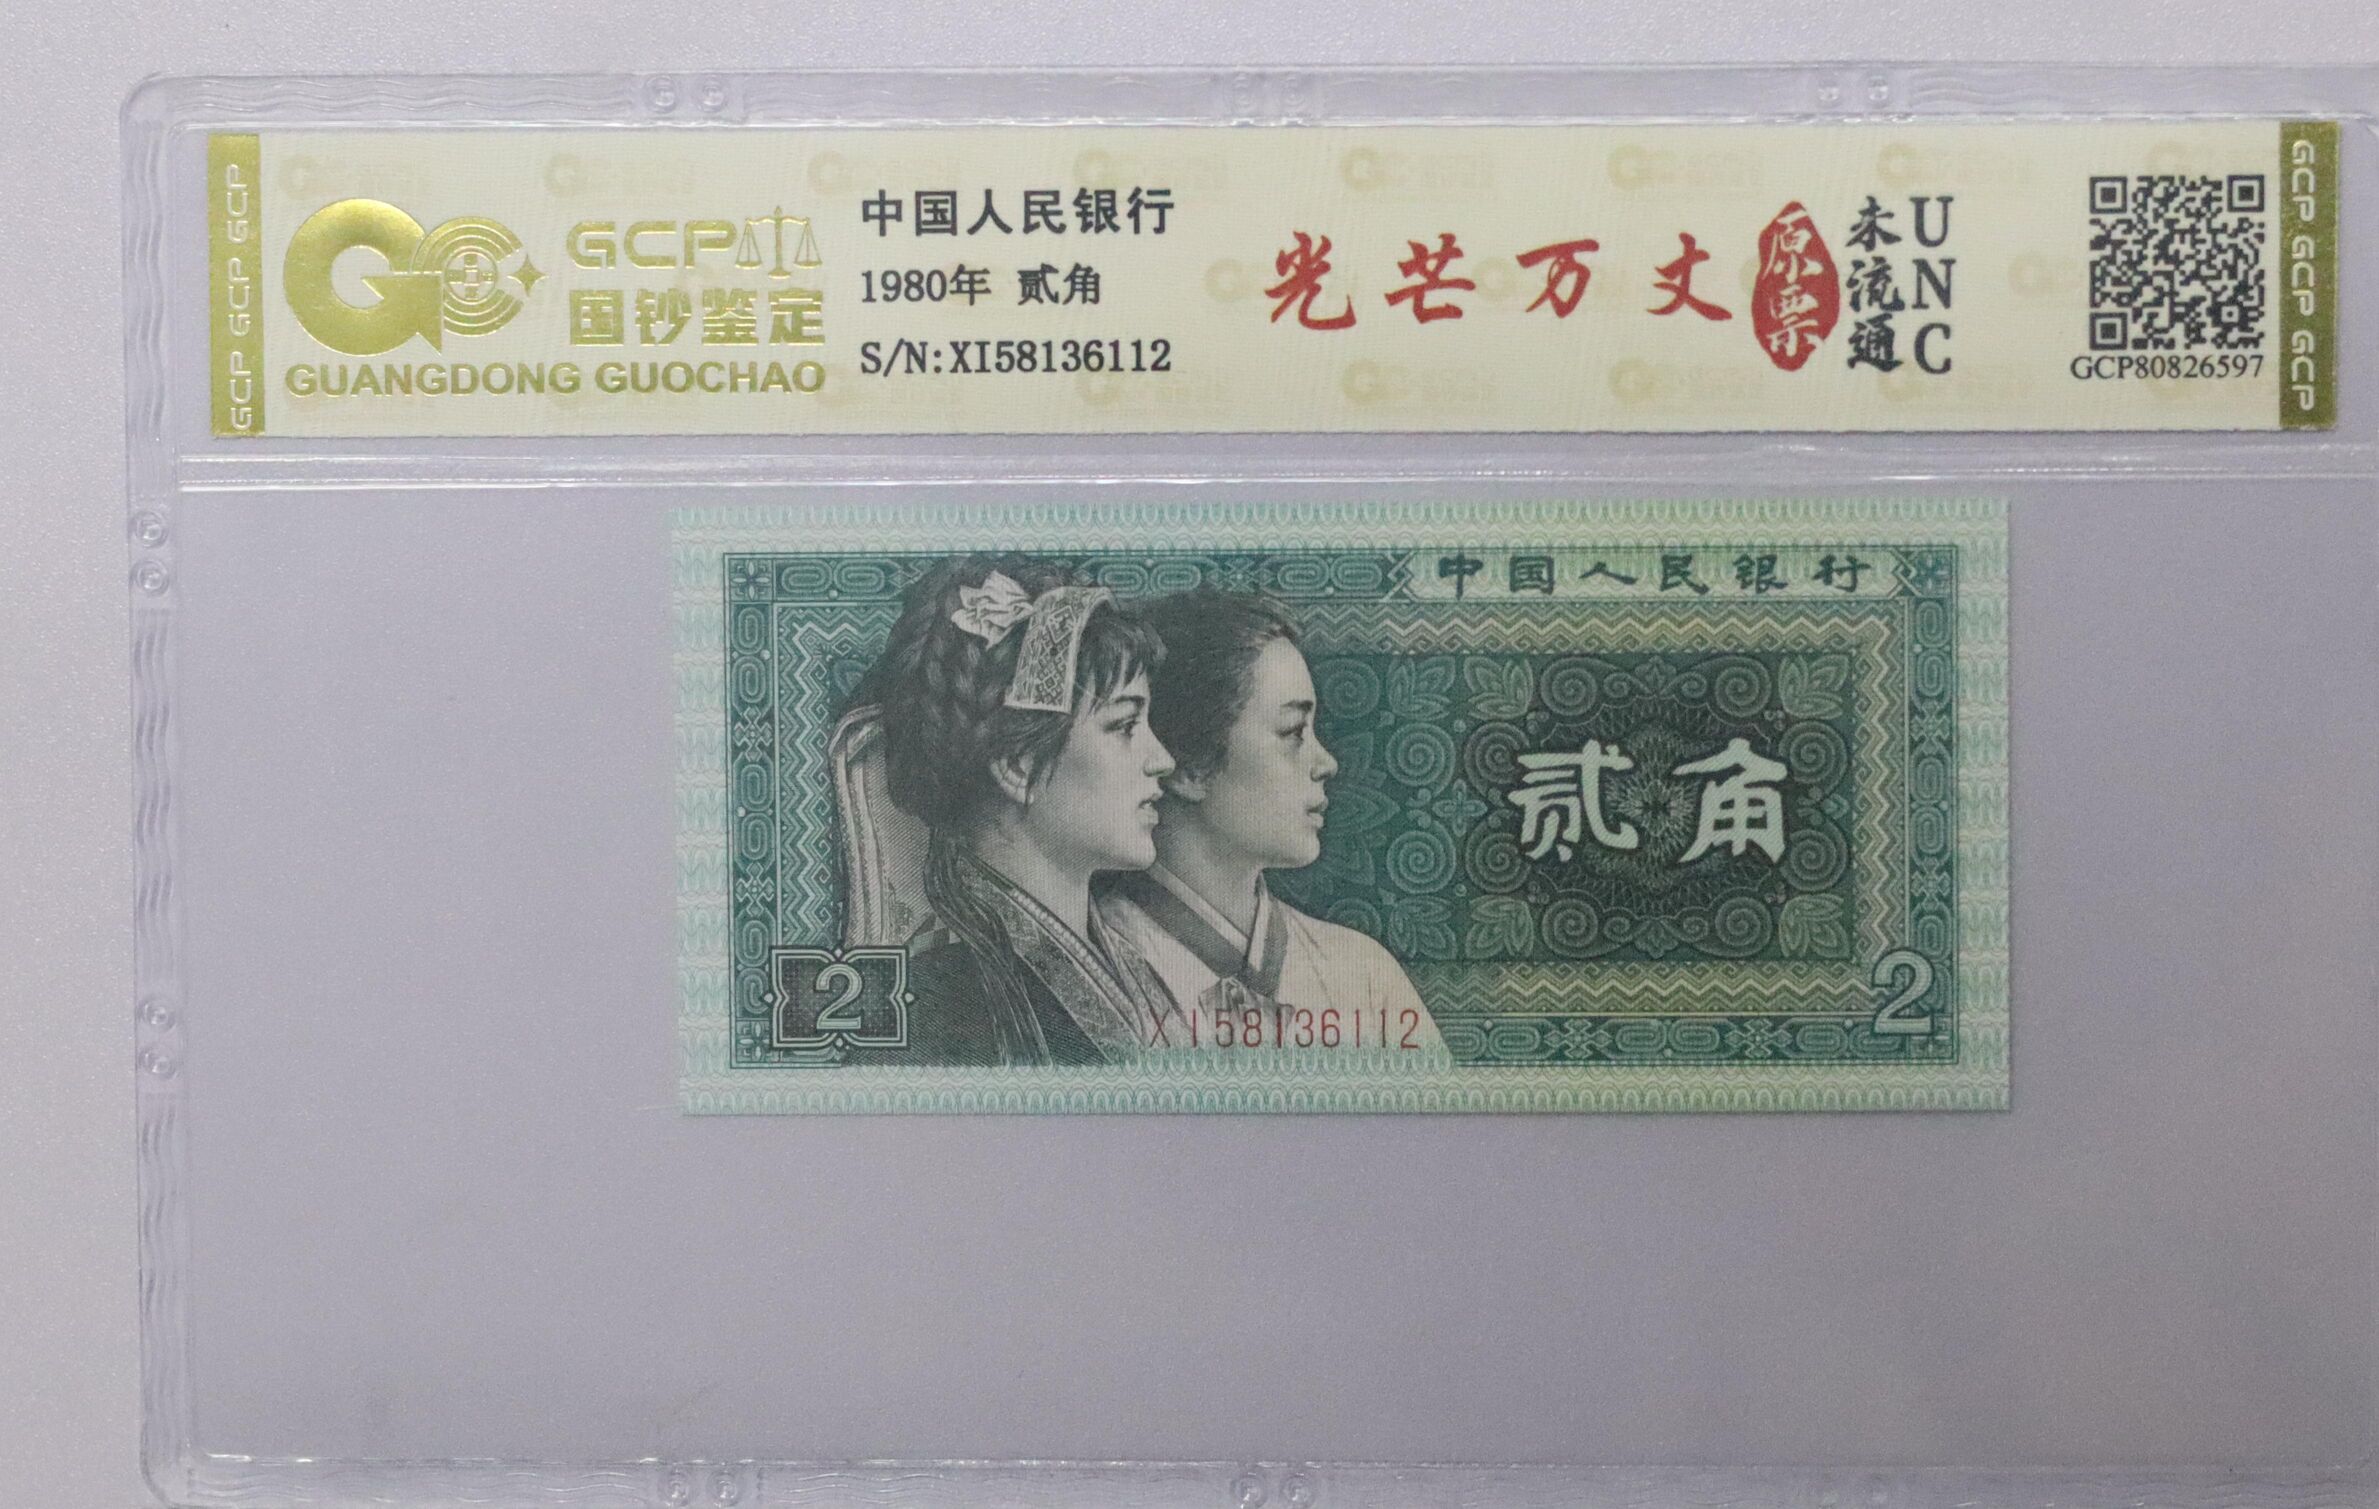 GCP GCP GCP
GCP
国钞鉴定
GUANGDONG GUOCHAO
中国人民银行
1980年 贰角
S/N:XI58136112
光芒万丈
原票
未流通
UNC
GCP80826597
GCP GCP GCP
中国人民银行
贰角
2
XI58136112
2